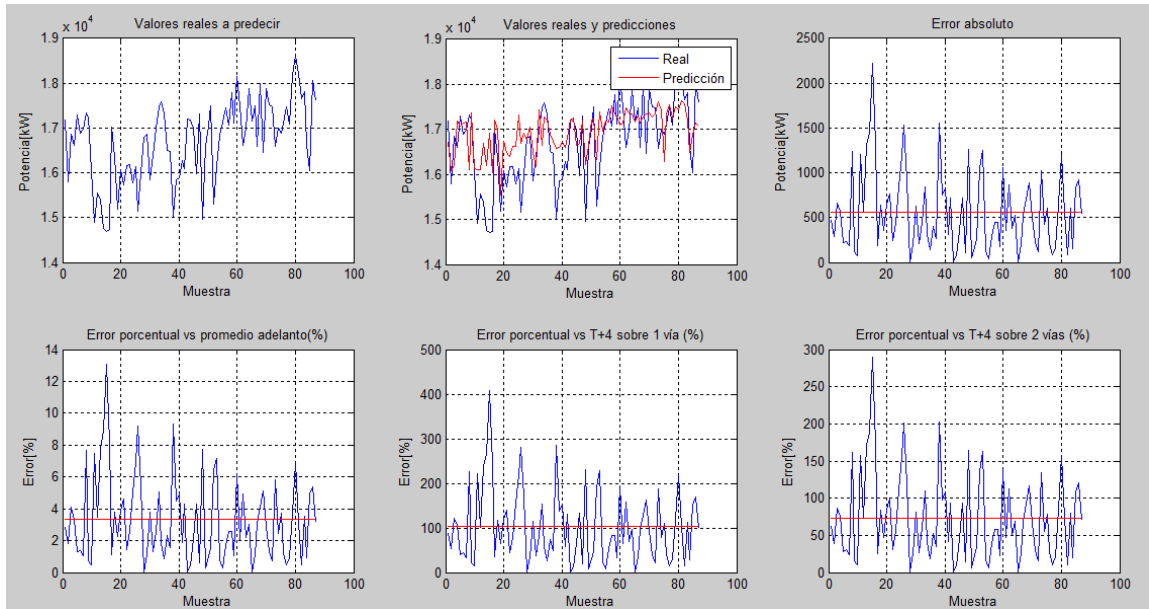 Valores reales a predecir
x 10^4
1.9
1.8
1.7
1.6
1.5
1.4
Potencia[kW]
0 20 40 60 80 100
Muestra
Valores reales y predicciones
x 10^4
1.9
1.8
1.7
1.6
1.5
1.4
Potencia[kW]
Real
Predicción
0 20 40 60 80 100
Muestra
Error absoluto
2500
2000
1500
1000
500
0
0 20 40 60 80 100
Muestra
Error porcentual vs promedio adelanto(%)
14
12
10
8
6
4
2
0
Error[%]
0 20 40 60 80 100
Muestra
Error porcentual vs T+4 sobre 1 vía (%)
500
400
300
200
100
0
Error[%]
0 20 40 60 80 100
Muestra
Error porcentual vs T+4 sobre 2 vías (%)
300
250
200
150
100
50
0
Error[%]
0 20 40 60 80 100
Muestra